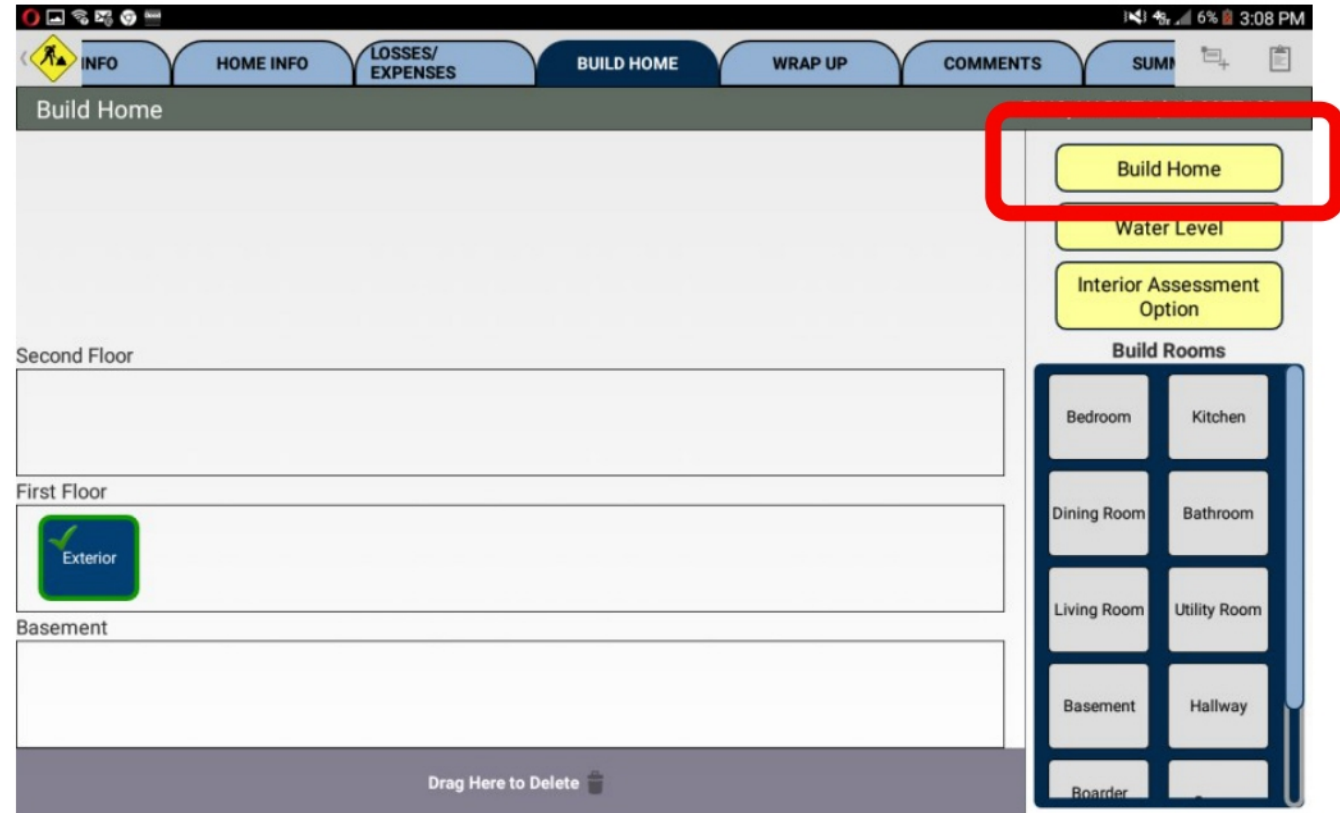 6% 3:08 PM
INFO
HOME INFO
LOSSES/
EXPENSES
BUILD HOME
WRAP UP
COMMENTS
Build Home
Build Home
Water Level
Interior Assessment
Option
Build Rooms
Second Floor
Bedroom
Kitchen
First Floor
Dining Room
Bathroom
Exterior
Living Room
Utility Room
Basement
Basement
Hallway
Drag Here to Delete
Boarder